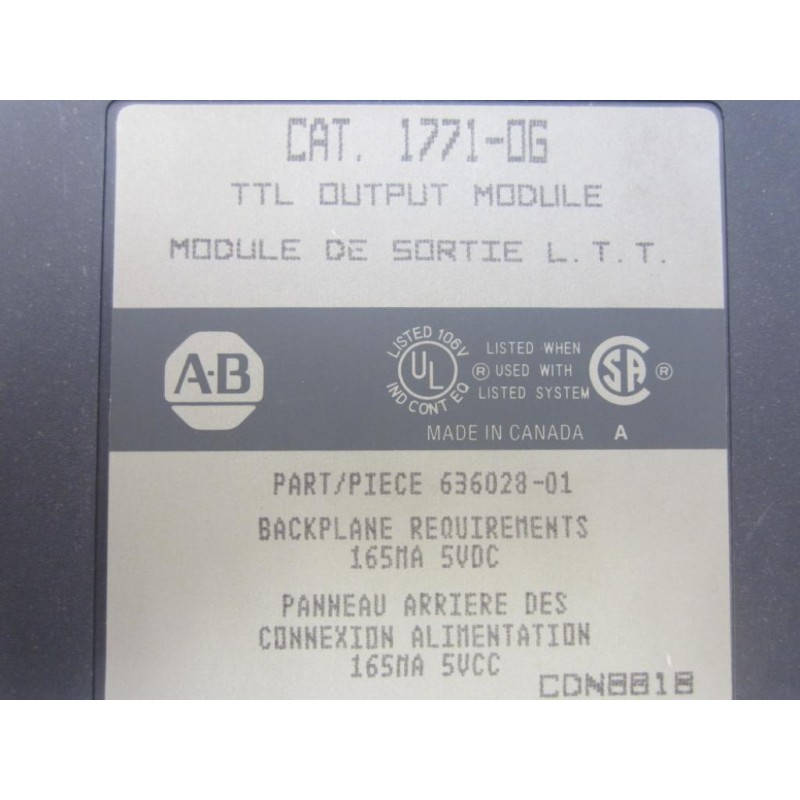 CAT. 1771-OG
TTL OUTPUT MODULE
MODULE DE SORTIE L.T.T.
A-B
LISTED 106V
UL
IND CONT EQ
®
LISTED WHEN
USED WITH
LISTED SYSTEM
SA
®
MADE IN CANADA A
PART/PIECE 636028-01
BACKPLANE REQUIREMENTS
165MA 5VDC
PANNEAU ARRIERE DES
CONNEXION ALIMENTATION
165MA 5VCC
CDN8818